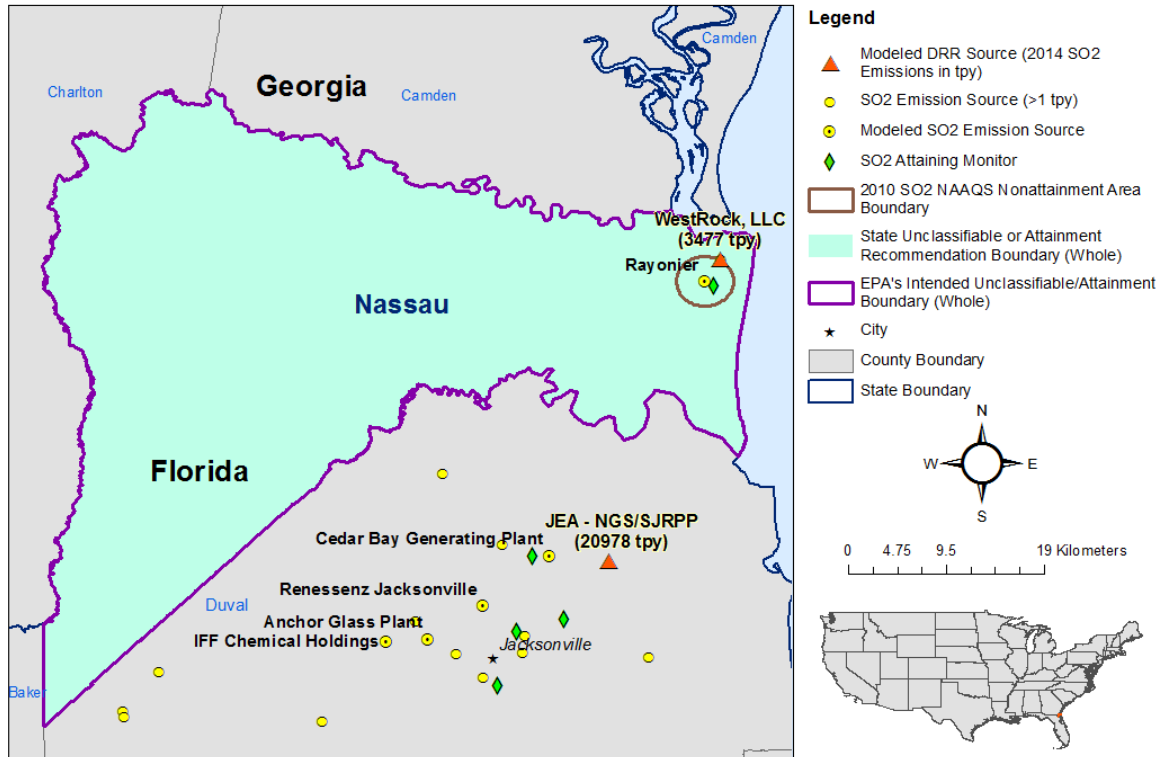 Camden
Georgia
Charlton
Camden
WestRock, LLC
(3477 tpy)
Rayonier
Nassau
Florida
JEA - NGS/SJRPP
(20978 tpy)
Cedar Bay Generating Plant
Renessenz Jacksonville
Duval
Anchor Glass Plant
IFF Chemical Holdings
Jacksonville
Baker
Legend
Modeled DRR Source (2014 SO2
Emissions in tpy)
SO2 Emission Source (>1 tpy)
Modeled SO2 Emission Source
SO2 Attaining Monitor
2010 SO2 NAAQS Nonattainment Area
Boundary
State Unclassifiable or Attainment
Recommendation Boundary (Whole)
EPA's Intended Unclassifiable/Attainment
Boundary (Whole)
City
County Boundary
State Boundary
N
W
E
S
0 4.75 9.5 19 Kilometers